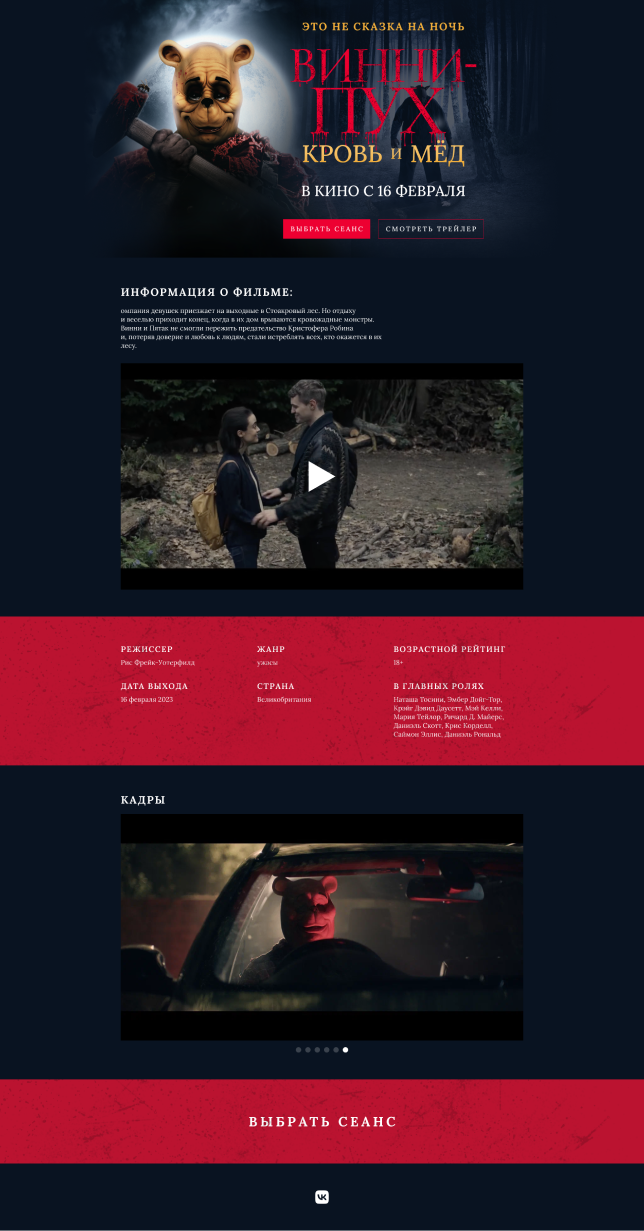 ЭТО НЕ СКАЗКА НА НОЧЬ
ВИННИ-
ПУХ
КРОВЬ И МЁД
В КИНО С 16 ФЕВРАЛЯ
ВЫБРАТЬ СЕАНС
СМОТРЕТЬ ТРЕЙЛЕР
ИНФОРМАЦИЯ О ФИЛЬМЕ:
омпания девушек приезжает на выходные в Стоакровый лес. Но отдыху
и веселью приходит конец, когда в их дом врываются кровожадные монстры.
Винни и Пятак не смогли пережить предательство Кристофера Робина
и, потеряв доверие и любовь к людям, стали истреблять всех, кто окажется в их
лесу.
РЕЖИССЕР
Рис Фрейк-Уотерфилд
ЖАНР
ужасы
ВОЗРАСТНОЙ РЕЙТИНГ
18+
ДАТА ВЫХОДА
16 февраля 2023
СТРАНА
Великобритания
В ГЛАВНЫХ РОЛЯХ
Наташа Тосини, Эмбер Дойг-Тор,
Крэйг Дэвид Даусетт, Мэй Келли,
Мария Тейлор, Ричард Д. Майерс,
Даниэль Скотт, Крис Корделл,
Саймон Эллис, Даниэль Рональд
КАДРЫ
ВЫБРАТЬ СЕАНС